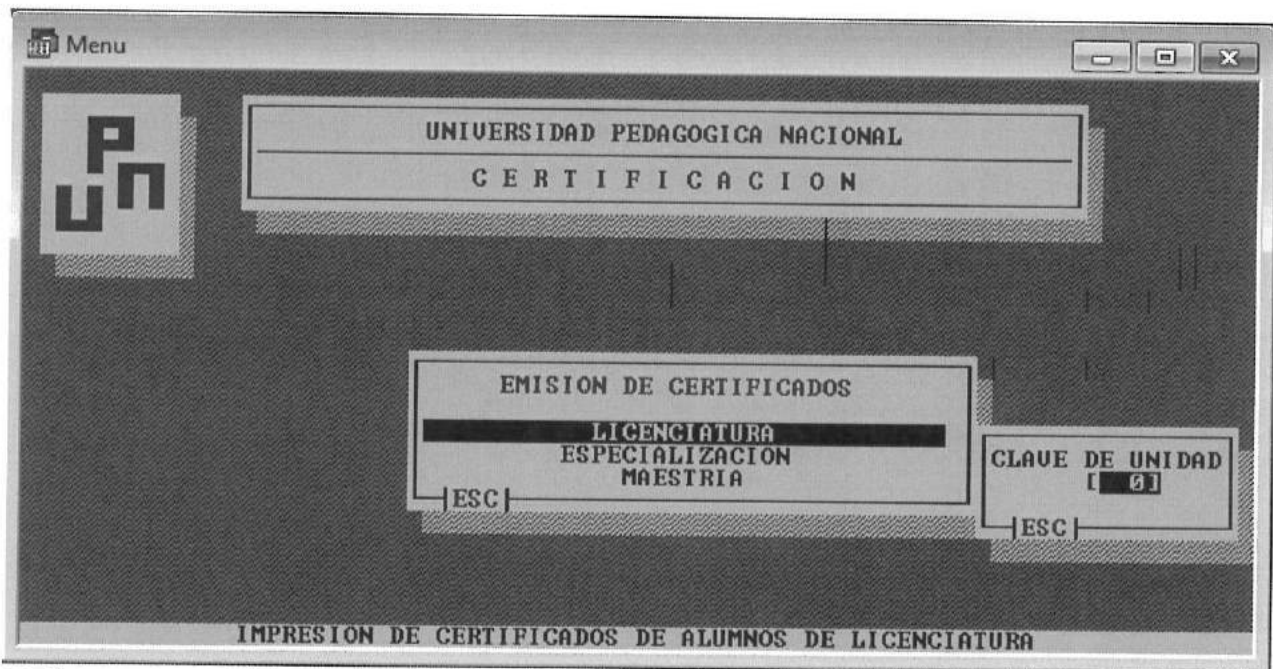 Menu
UPN
UNIVERSIDAD PEDAGOGICA NACIONAL
C E R T I F I C A C I O N
EMISION DE CERTIFICADOS
LICENCIATURA
ESPECIALIZACION
MAESTRIA
ESC
CLAVE DE UNIDAD
[ 0]
ESC
IMPRESION DE CERTIFICADOS DE ALUMNOS DE LICENCIATURA